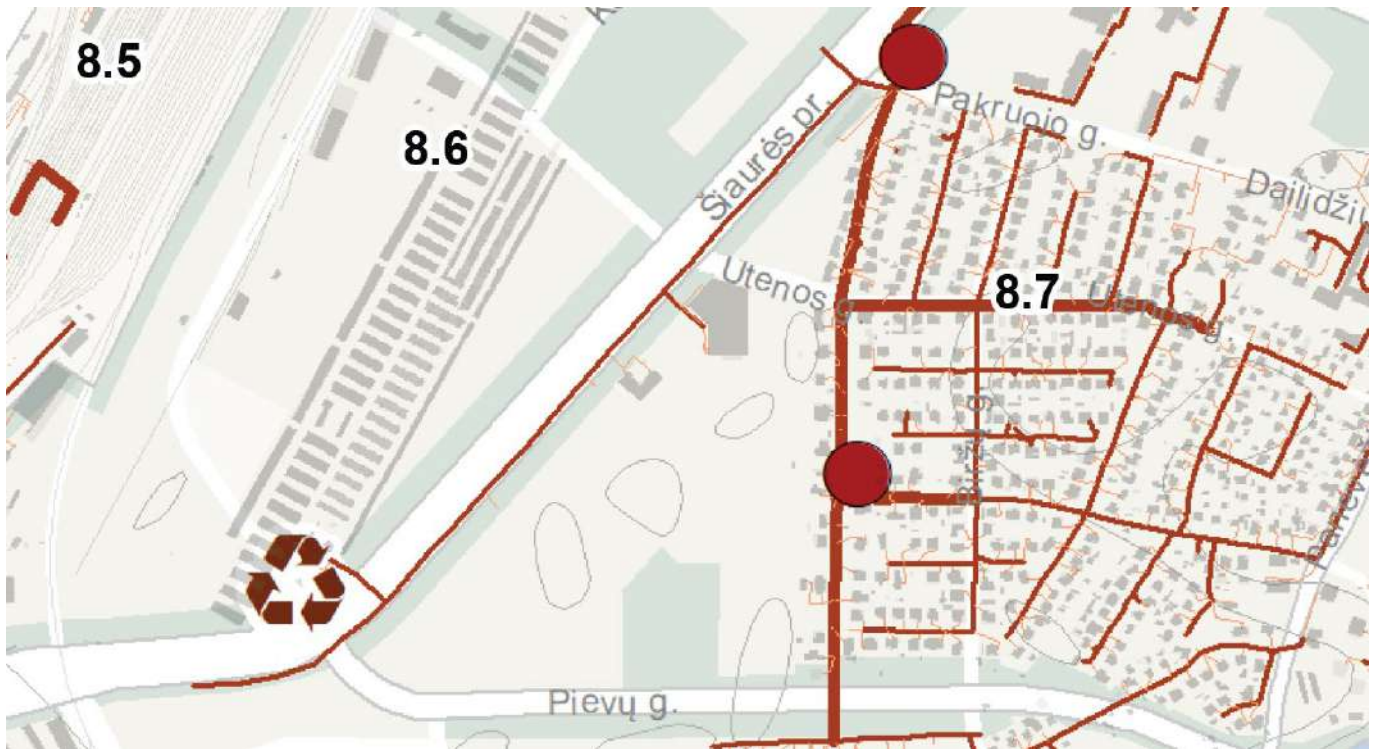 8.5
8.6
Šiaurės pr.
Pakruojo g.
Dailidžių
Utenos g.
8.7
Utenos g.
Pievų g.